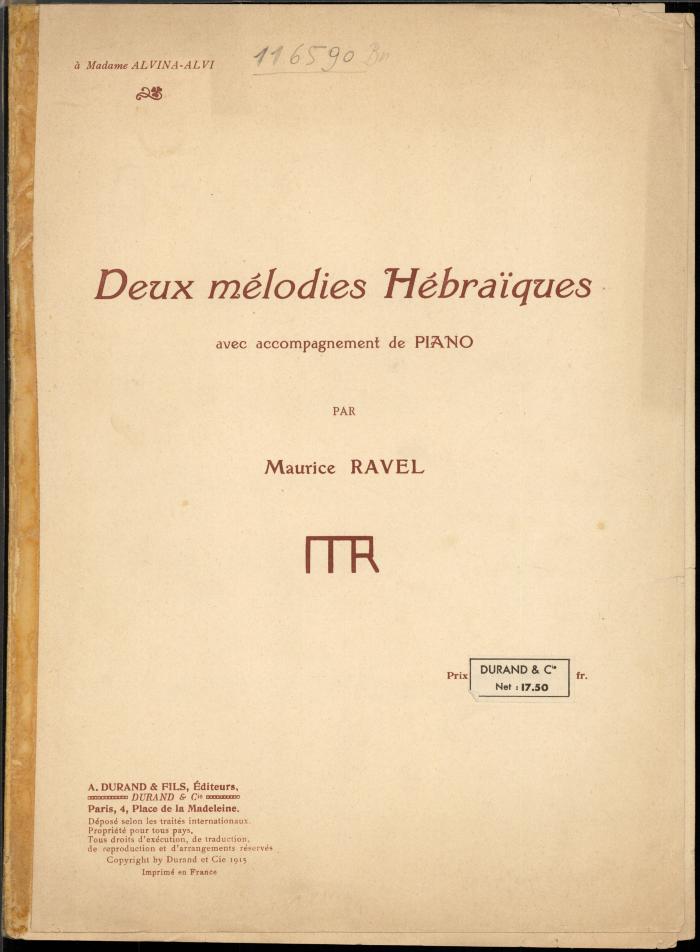 à Madame ALVINA-ALVI
116590 Bn
Deux mélodies Hébraïques
avec accompagnement de PIANO
PAR
Maurice RAVEL
MR
Prix DURAND & Cie fr.
Net : 17.50
A. DURAND & FILS, Éditeurs,
DURAND & Cie
Paris, 4, Place de la Madeleine.
Déposé selon les traités internationaux.
Propriété pour tous pays,
Tous droits d'exécution, de traduction,
de reproduction et d'arrangements réservés
Copyright by Durand et Cie 1915
Imprimé en France